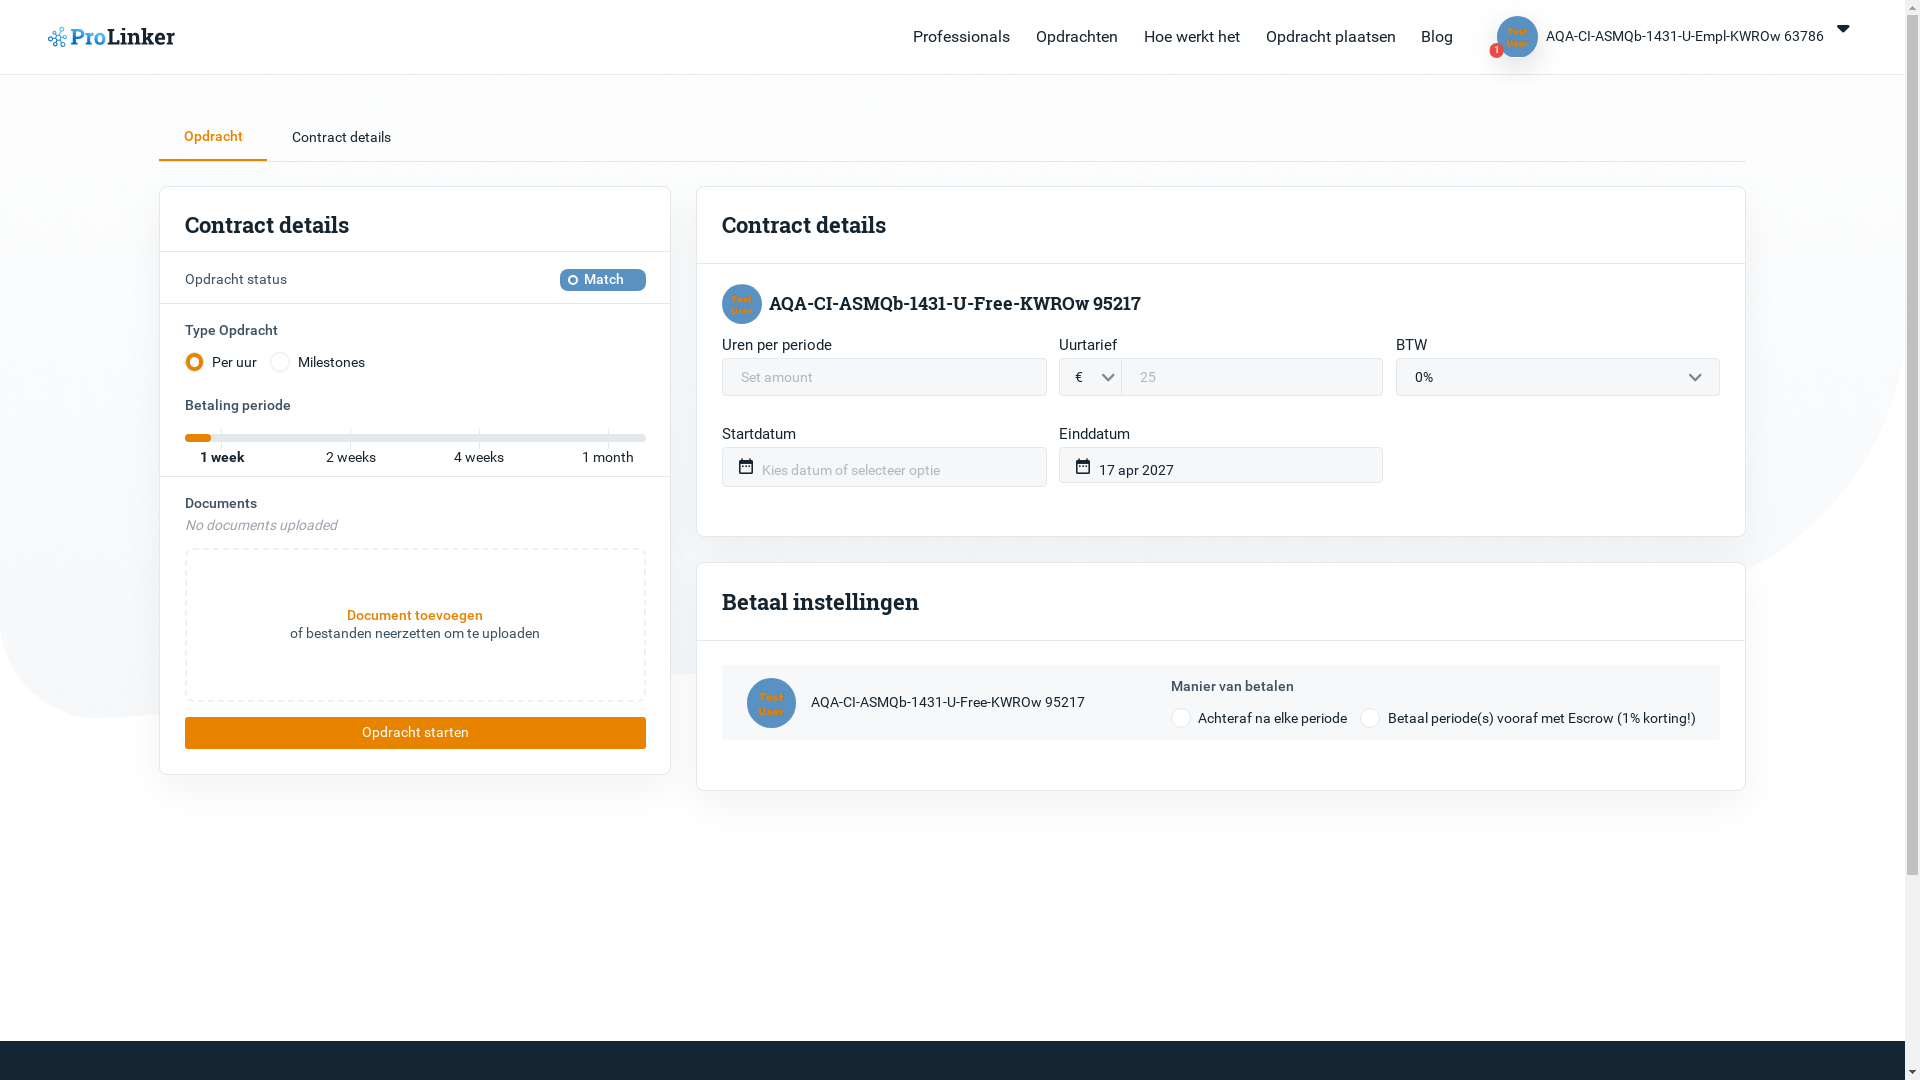 ProLinker
Professionals
Opdrachten
Hoe werkt het
Opdracht plaatsen
Blog
Test
User
1
AQA-CI-ASMQb-1431-U-Empl-KWROw 63786
Opdracht
Contract details
Contract details
Opdracht status
Match
Type Opdracht
Per uur
Milestones
Betaling periode
1 week
2 weeks
4 weeks
1 month
Documents
No documents uploaded
Document toevoegen
of bestanden neerzetten om te uploaden
Opdracht starten
Contract details
Test
User
AQA-CI-ASMQb-1431-U-Free-KWROw 95217
Uren per periode
Uurtarief
BTW
Set amount
€
25
0%
Startdatum
Einddatum
Kies datum of selecteer optie
17 apr 2027
Betaal instellingen
Test
User
AQA-CI-ASMQb-1431-U-Free-KWROw 95217
Manier van betalen
Achteraf na elke periode
Betaal periode(s) vooraf met Escrow (1% korting!)